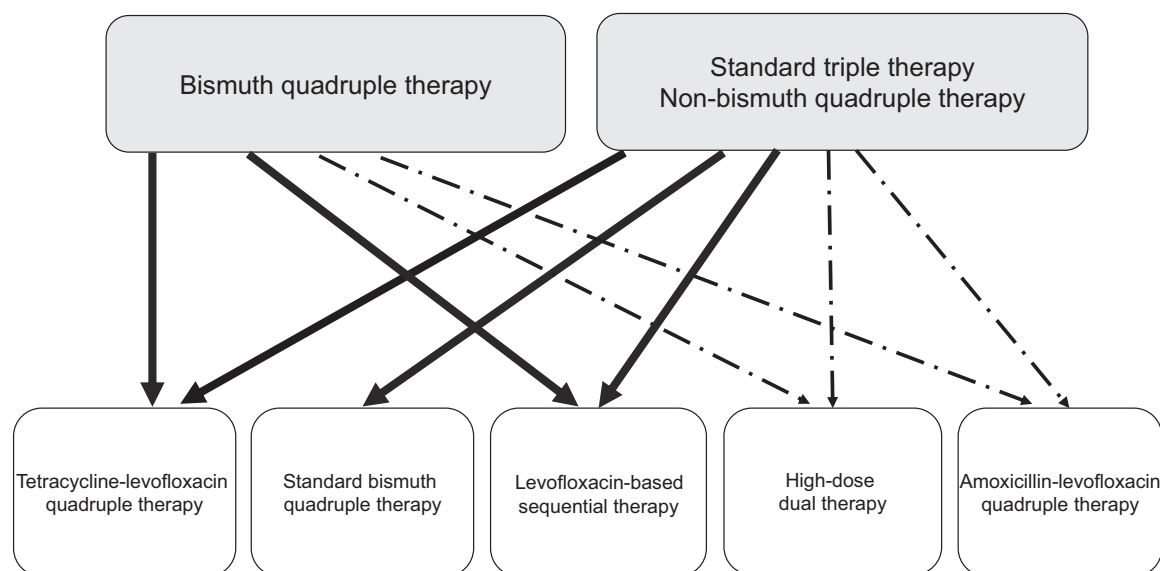 Bismuth quadruple therapy
Standard triple therapy
Non-bismuth quadruple therapy
Tetracycline-levofloxacin
quadruple therapy
Standard bismuth
quadruple therapy
Levofloxacin-based
sequential therapy
High-dose
dual therapy
Amoxicillin-levofloxacin
quadruple therapy